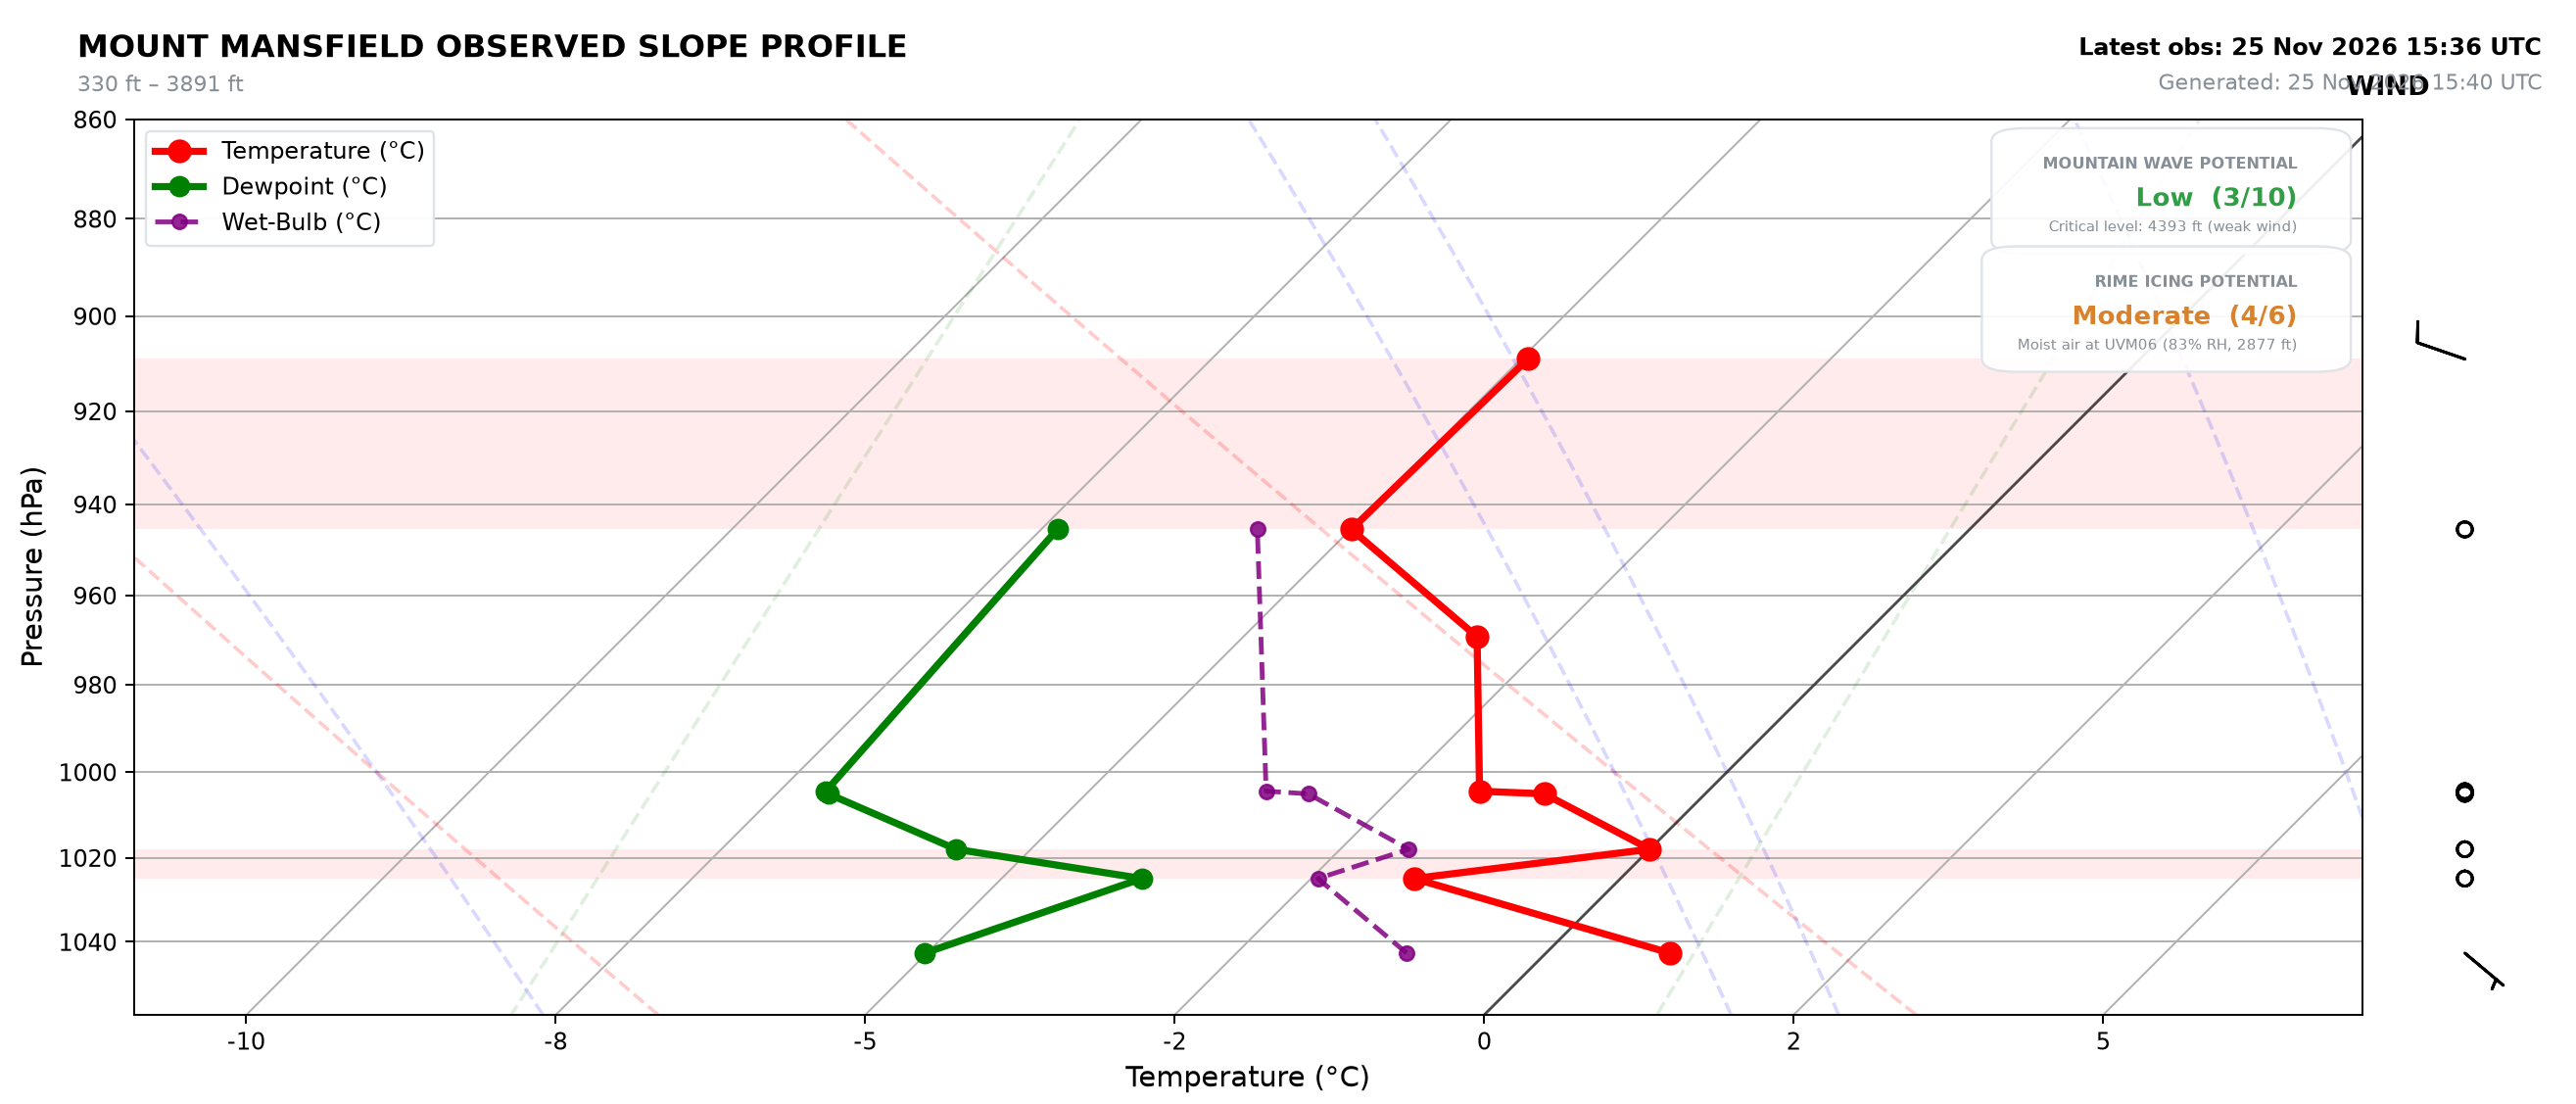 MOUNT MANSFIELD OBSERVED SLOPE PROFILE
330 ft – 3891 ft
Latest obs: 25 Nov 2026 15:36 UTC
Generated: 25 Nov 2026 15:40 UTC
WIND
Temperature (°C)
Dewpoint (°C)
Wet-Bulb (°C)
MOUNTAIN WAVE POTENTIAL
Low (3/10)
Critical level: 4393 ft (weak wind)
RIME ICING POTENTIAL
Moderate (4/6)
Moist air at UVM06 (83% RH, 2877 ft)
Pressure (hPa)
860
880
900
920
940
960
980
1000
1020
1040
-10 -8 -5 -2 0 2 5
Temperature (°C)